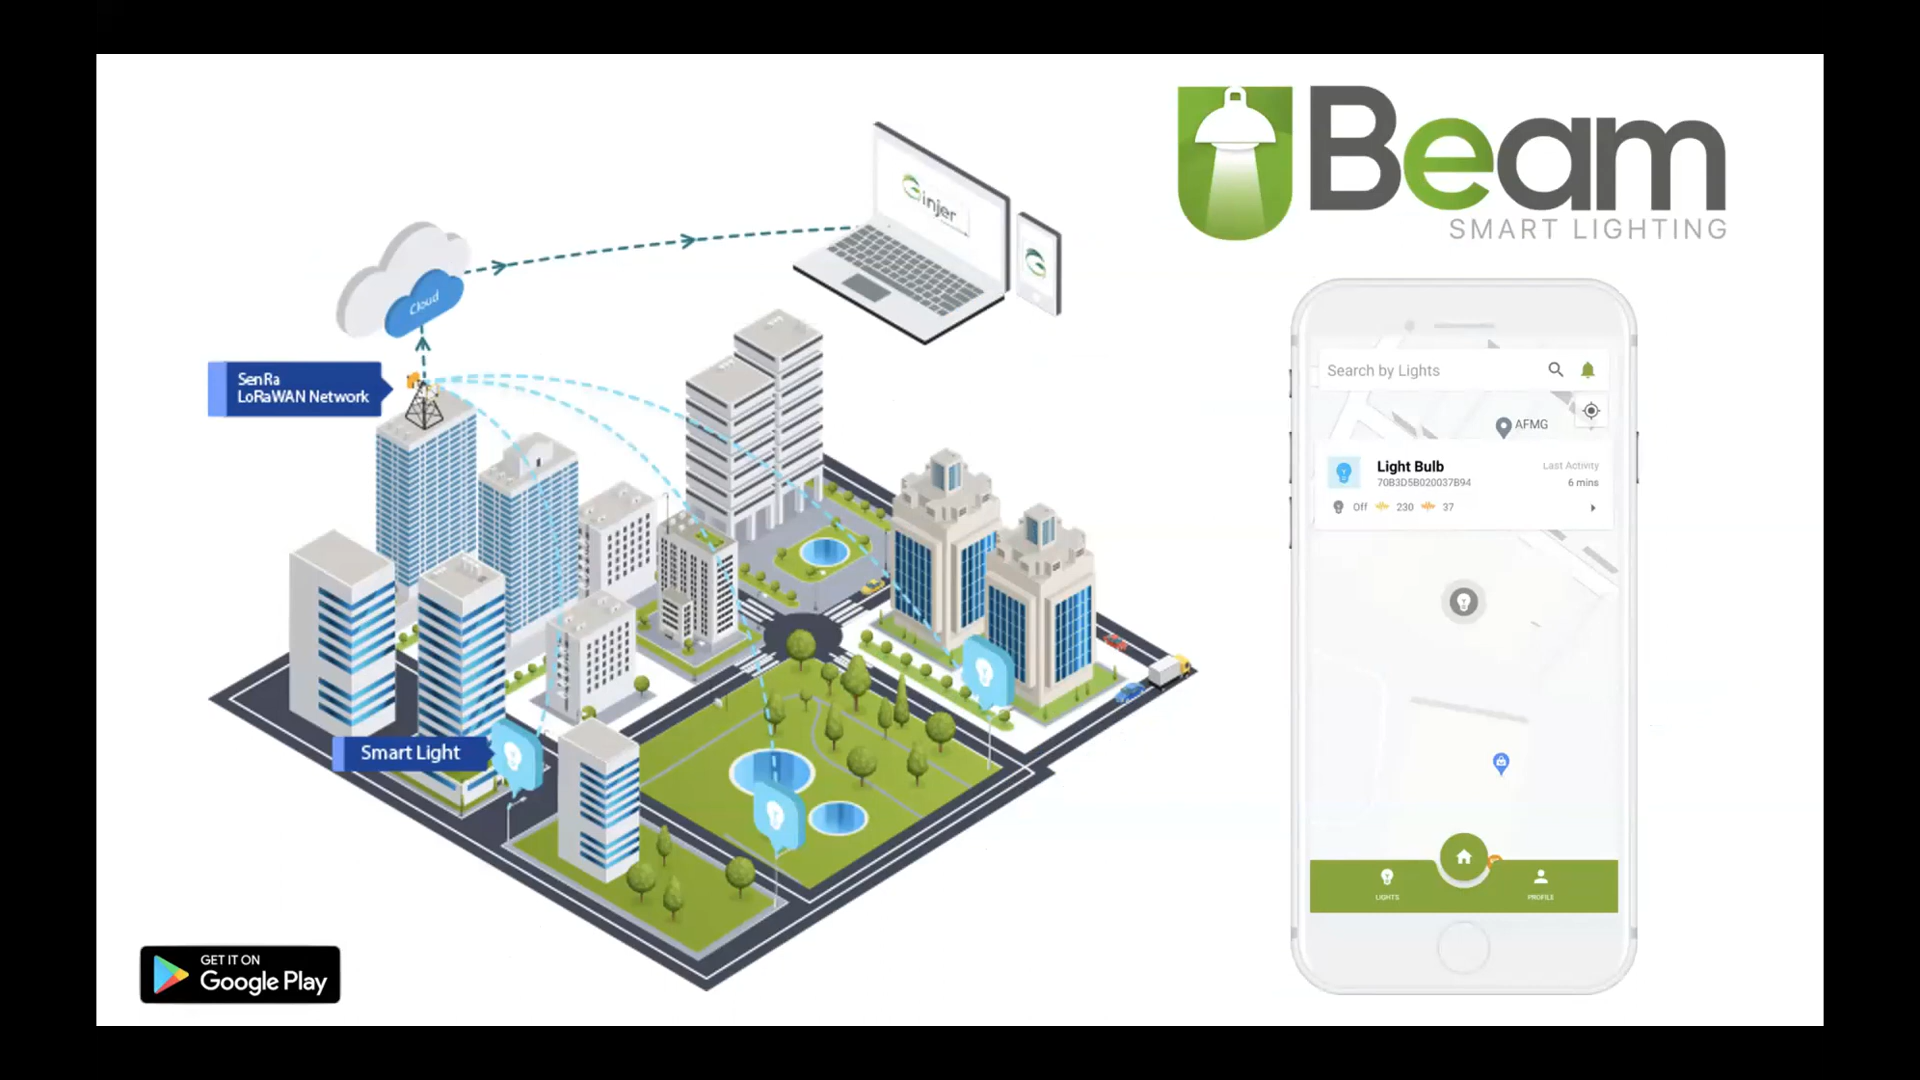 Beam
SMART LIGHTING
Ginjer
Cloud
SenRa
LoRaWAN Network
Smart Light
GET IT ON
Google Play
Search by Lights
AFMG
Light Bulb
Last Activity
70B3D5B020037B94
6 mins
Off 230 37
LIGHTS
PROFILE